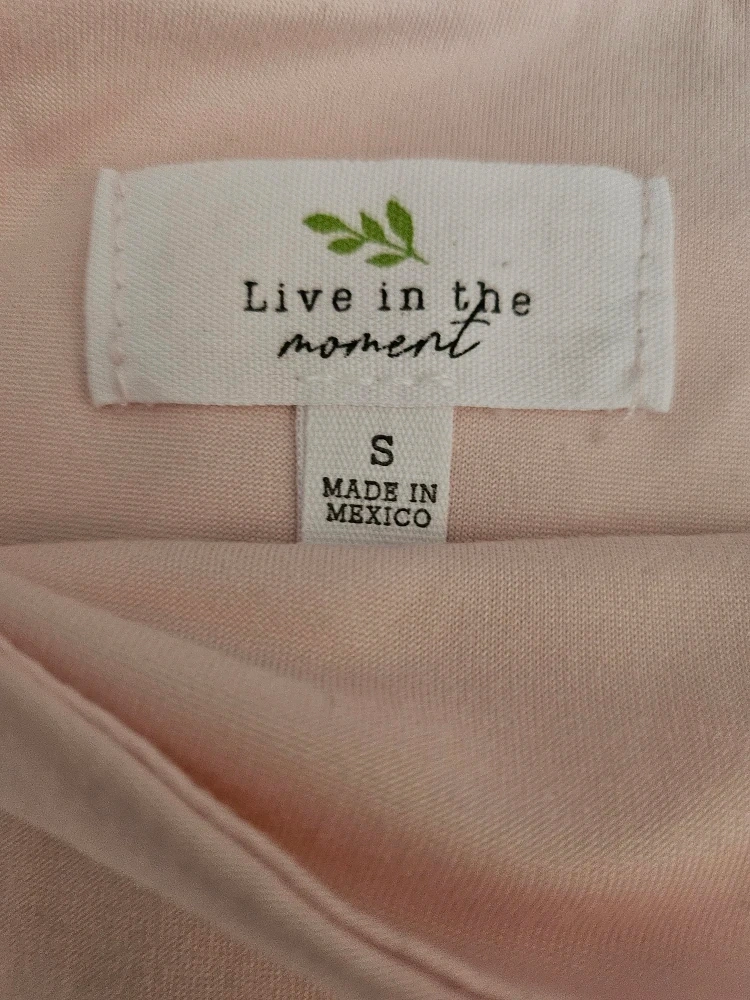 Live in the
moment
S
MADE IN
MEXICO